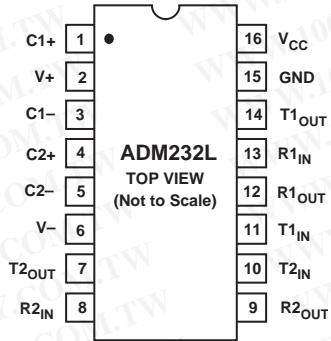 C1+ 1 16 VCC
V+ 2 15 GND
C1– 3 14 T1OUT
C2+ 4 ADM232L 13 R1IN
TOP VIEW
C2– 5 (Not to Scale) 12 R1OUT
V– 6 11 T1IN
T2OUT 7 10 T2IN
R2IN 8 9 R2OUT